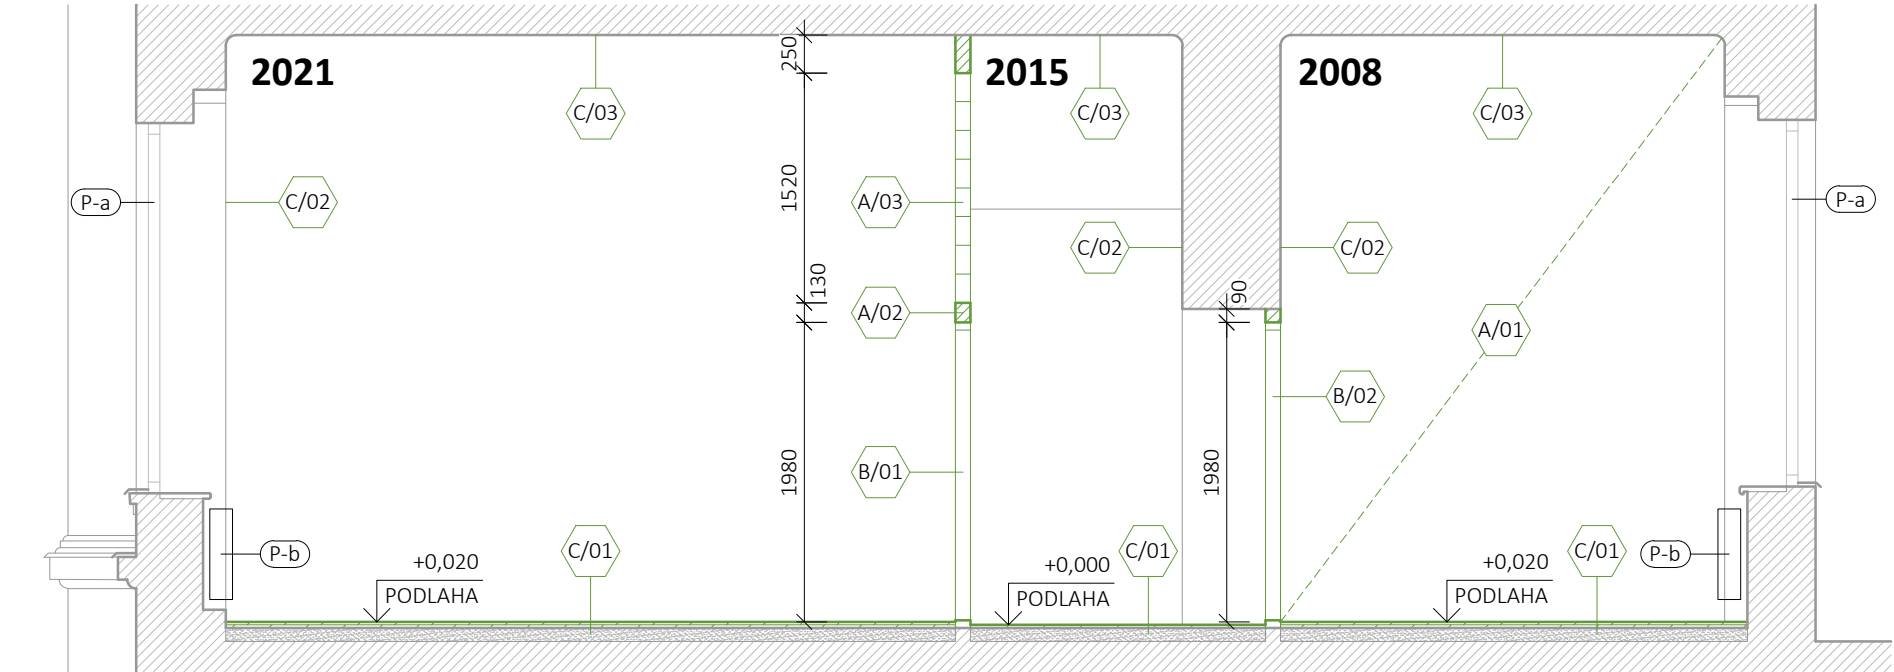 2021
2015
2008
250
C/03
C/03
C/03
1520
P-a
C/02
A/03
P-a
C/02
C/02
130
90
A/02
A/01
B/02
1980
B/01
1980
+0,020
PODLAHA
C/01
+0,000
PODLAHA
C/01
+0,020
PODLAHA
C/01
P-b
P-b